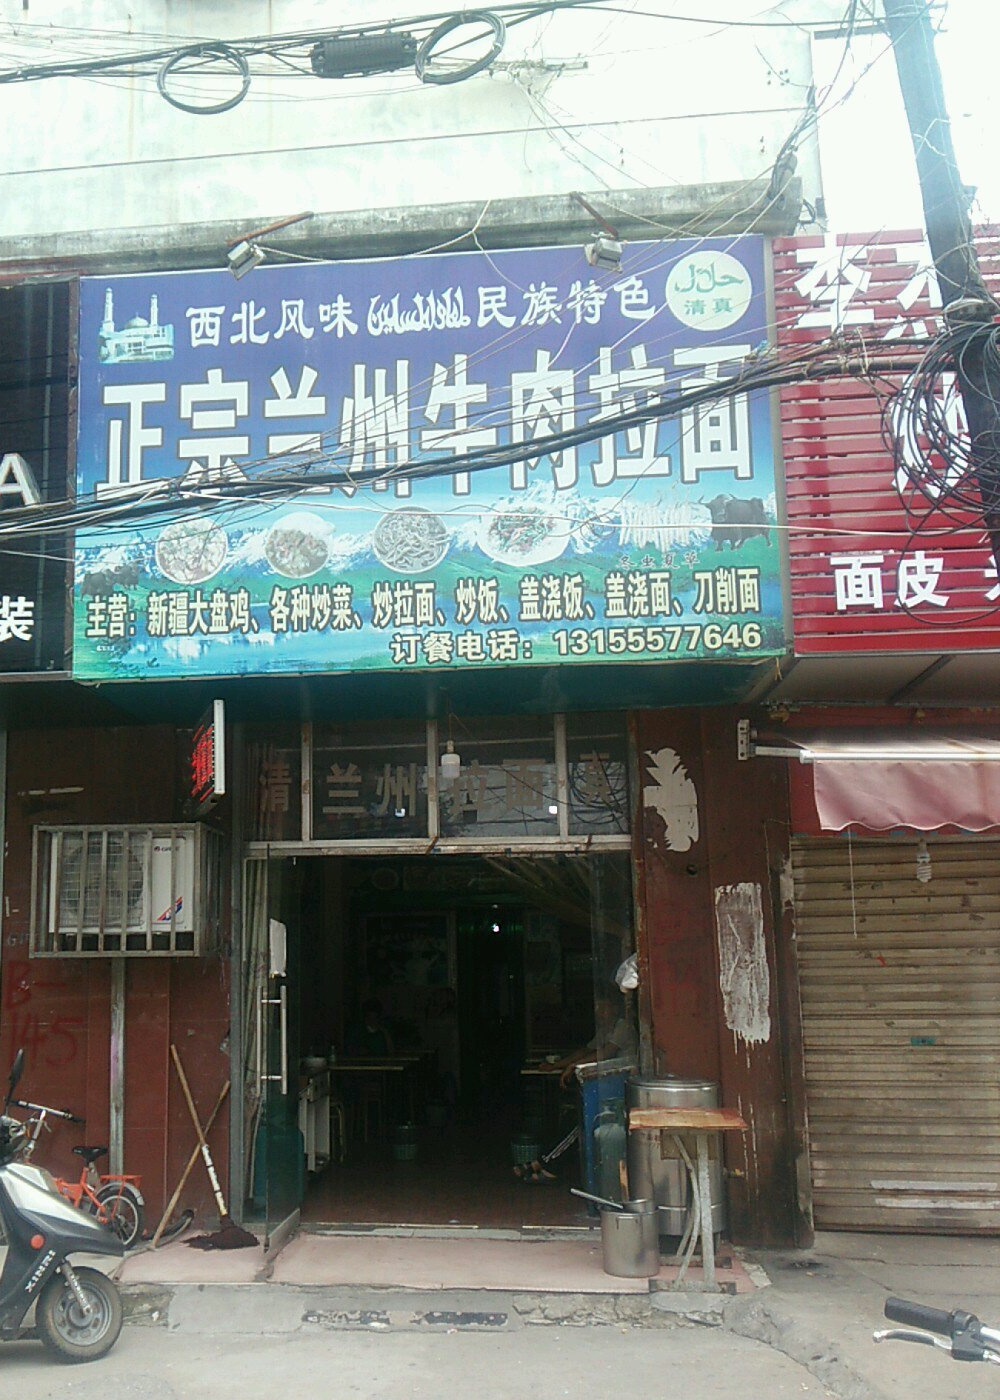 西北风味
民族特色
حلال
清真
正宗兰州牛肉拉面
冬虫夏草
主营：新疆大盘鸡、各种炒菜、炒拉面、炒饭、盖浇饭、盖浇面、刀削面
订餐电话：13155577646
面皮
A
装
清 兰州拉面 真
B-
145
XINRI